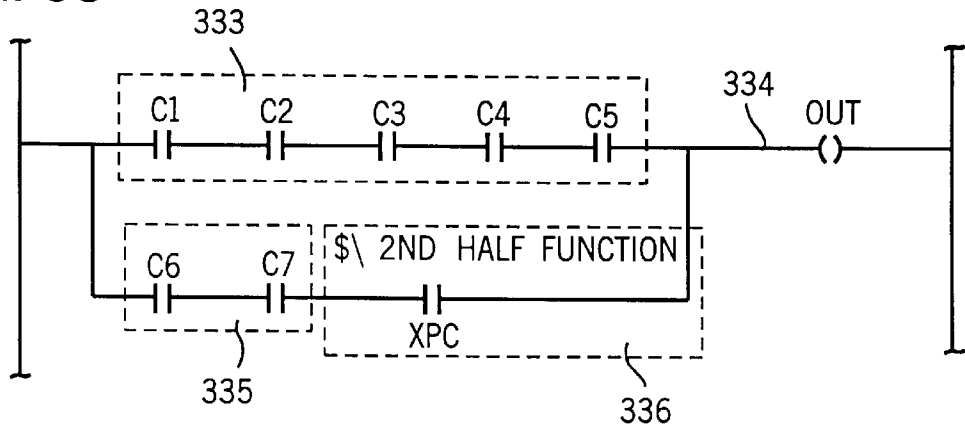 333
334
C1 C2 C3 C4 C5 OUT
$\ 2ND HALF FUNCTION
C6 C7
XPC
335
336